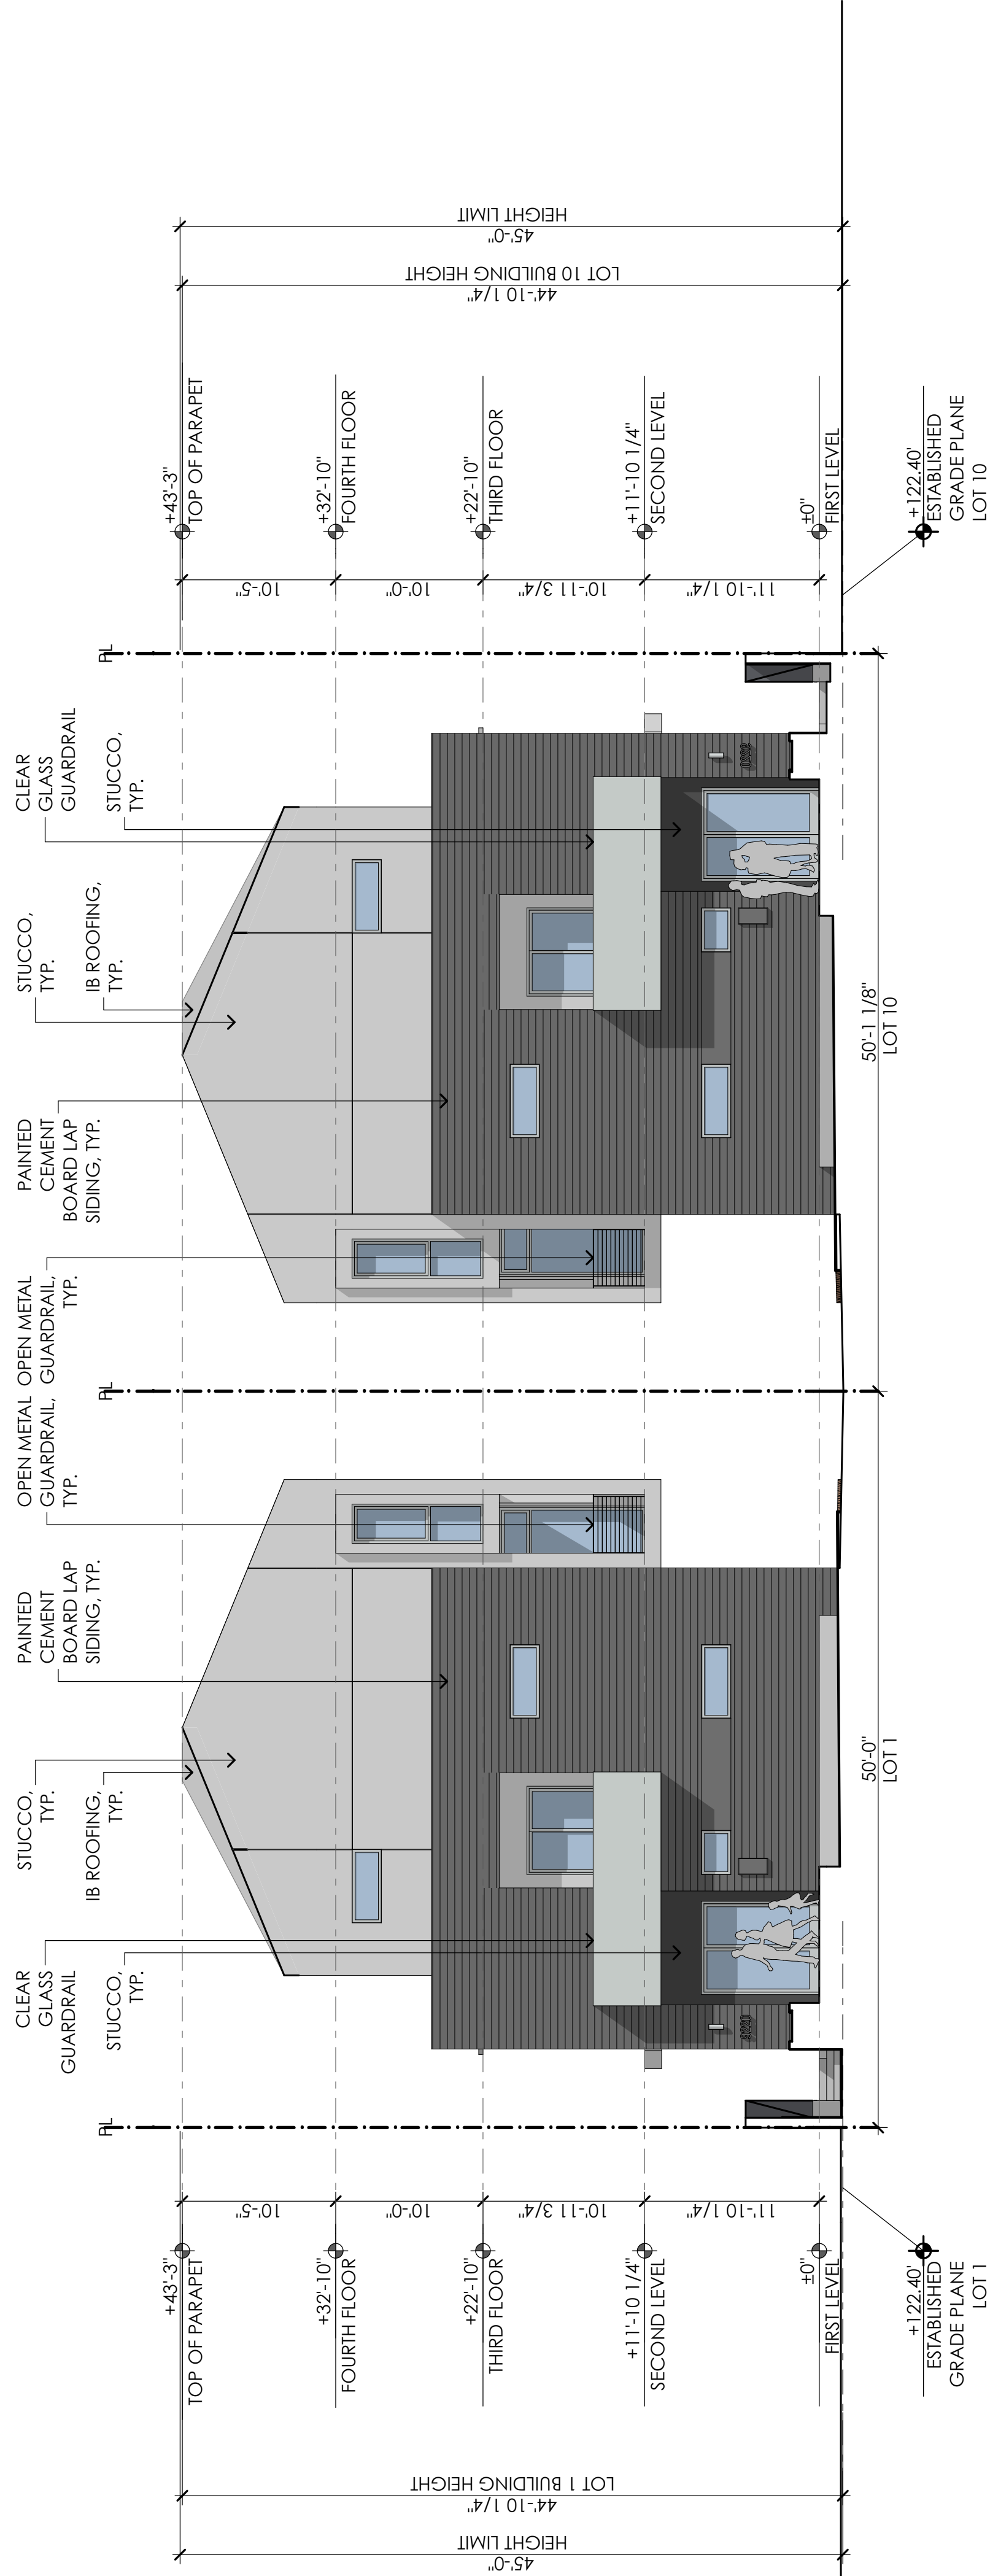 45'-0"
HEIGHT LIMIT
44'-10 1/4"
LOT 1 BUILDING HEIGHT
+43'-3"
TOP OF PARAPET
+32'-10"
FOURTH FLOOR
+22'-10"
THIRD FLOOR
+11'-10 1/4"
SECOND LEVEL
±0"
FIRST LEVEL
+122.40'
ESTABLISHED
GRADE PLANE
LOT 1
10'-5"
10'-0"
10'-11 3/4"
11'-10 1/4"
PL
CLEAR
GLASS
GUARDRAIL
STUCCO,
TYP.
STUCCO,
TYP.
IB ROOFING,
TYP.
PAINTED
CEMENT
BOARD LAP
SIDING, TYP.
OPEN METAL
GUARDRAIL,
TYP.
PL
OPEN METAL
GUARDRAIL,
TYP.
PAINTED
CEMENT
BOARD LAP
SIDING, TYP.
STUCCO,
TYP.
IB ROOFING,
TYP.
CLEAR
GLASS
GUARDRAIL
STUCCO,
TYP.
PL
50'-0"
LOT 1
50'-1 1/8"
LOT 10
10'-5"
10'-0"
10'-11 3/4"
11'-10 1/4"
+43'-3"
TOP OF PARAPET
+32'-10"
FOURTH FLOOR
+22'-10"
THIRD FLOOR
+11'-10 1/4"
SECOND LEVEL
±0"
FIRST LEVEL
+122.40'
ESTABLISHED
GRADE PLANE
LOT 10
44'-10 1/4"
LOT 10 BUILDING HEIGHT
45'-0"
HEIGHT LIMIT